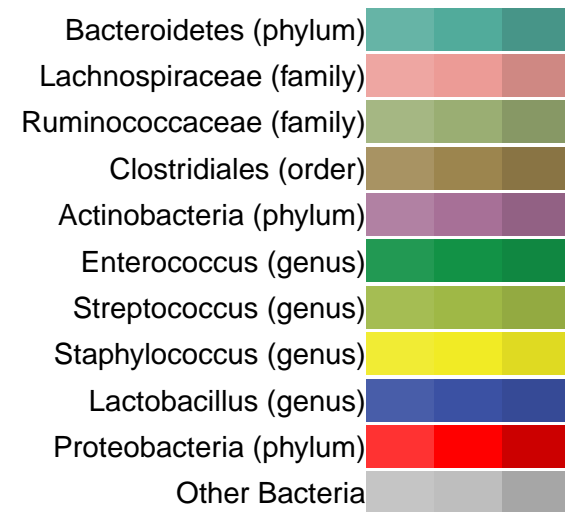 Bacteroidetes (phylum)
Lachnospiraceae (family)
Ruminococcaceae (family)
Clostridiales (order)
Actinobacteria (phylum)
Enterococcus (genus)
Streptococcus (genus)
Staphylococcus (genus)
Lactobacillus (genus)
Proteobacteria (phylum)
Other Bacteria